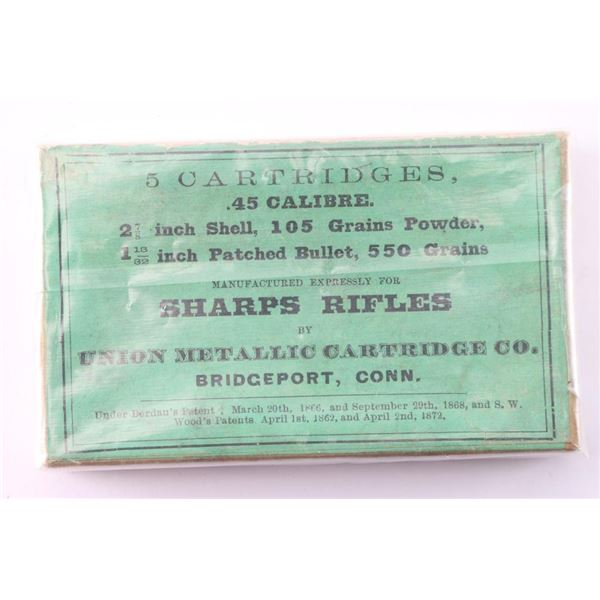 5 CARTRIDGES,
.45 CALIBRE.
2 7/8 inch Shell, 105 Grains Powder,
1 13/32 inch Patched Bullet, 550 Grains
MANUFACTURED EXPRESSLY FOR
SHARPS RIFLES
BY
UNION METALLIC CARTRIDGE CO.
BRIDGEPORT, CONN.
Under Berdan's Patent, March 20th, 1866, and September 29th, 1868, and S. W.
Wood's Patents, April 1st, 1862, and April 2nd, 1872.